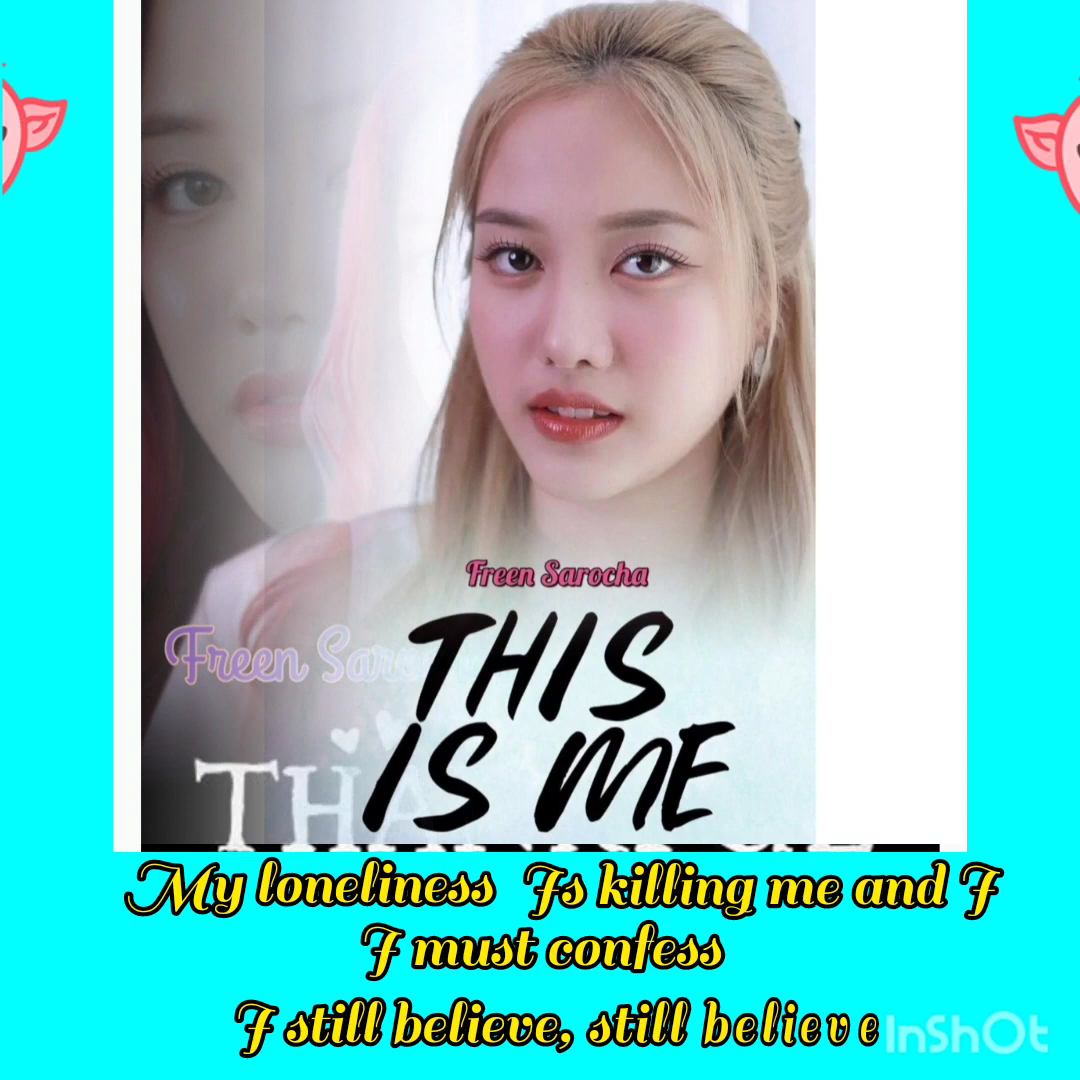 Freen Sarocha
THIS
IS ME
Freen Sar
THA
My loneliness Is killing me and I
I must confess
I still believe, still believe
InShOt